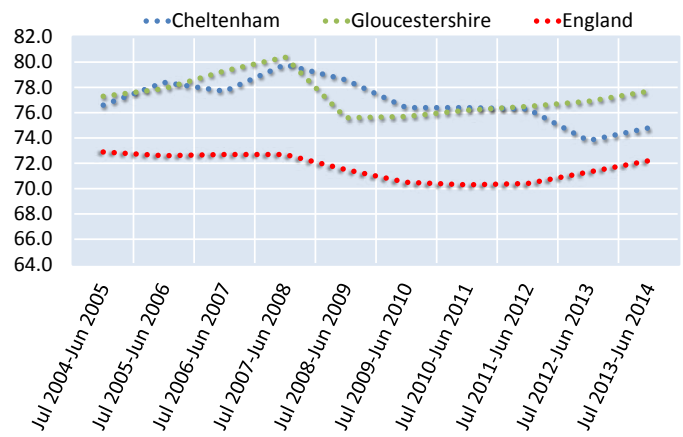 Cheltenham Gloucestershire England
82.0
80.0
78.0
76.0
74.0
72.0
70.0
68.0
66.0
64.0
Jul 2004-Jun 2005
Jul 2005-Jun 2006
Jul 2006-Jun 2007
Jul 2007-Jun 2008
Jul 2008-Jun 2009
Jul 2009-Jun 2010
Jul 2010-Jun 2011
Jul 2011-Jun 2012
Jul 2012-Jun 2013
Jul 2013-Jun 2014